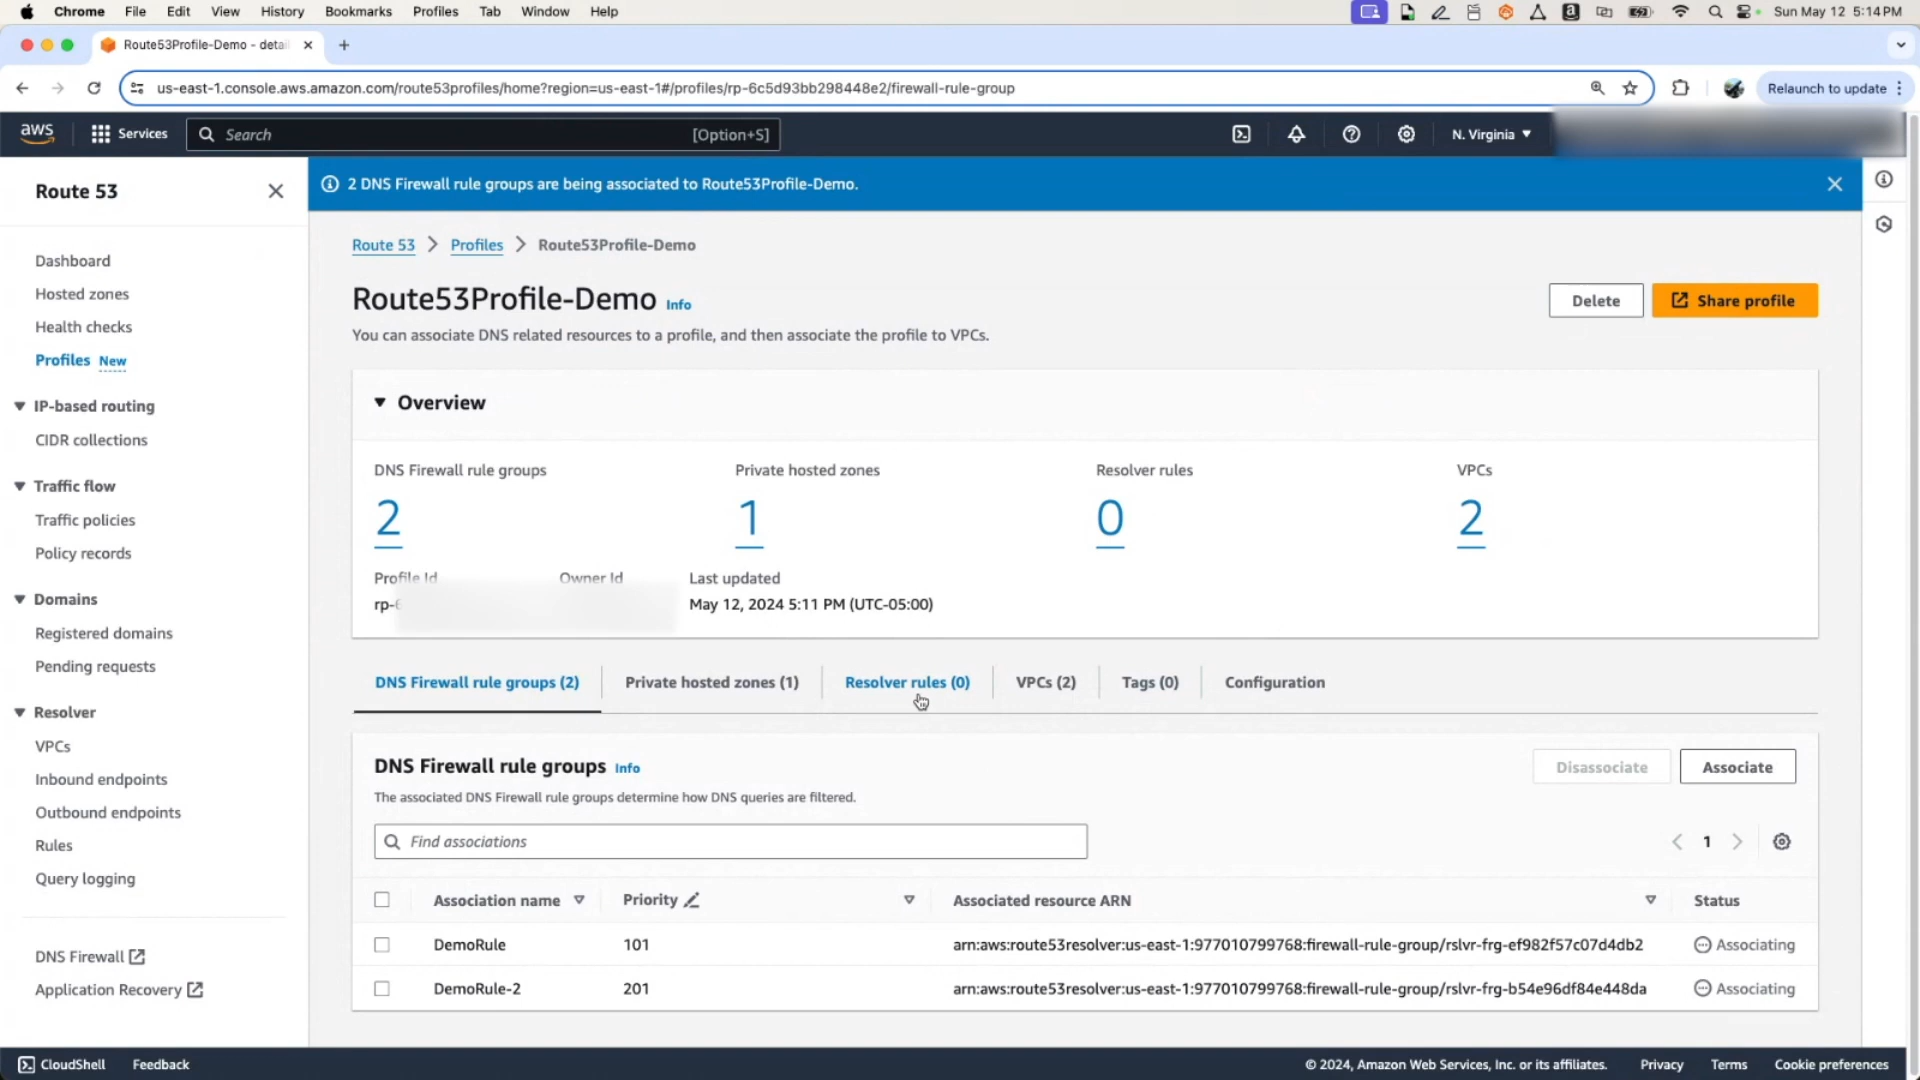 Chrome File Edit View History Bookmarks Profiles Tab Window Help
Sun May 12 5:14 PM
Route53Profile-Demo - detai
us-east-1.console.aws.amazon.com/route53profiles/home?region=us-east-1#/profiles/rp-6c5d93bb298448e2/firewall-rule-group
Relaunch to update
aws
Services
Search
[Option+S]
N. Virginia
Route 53
Dashboard
Hosted zones
Health checks
Profiles New
IP-based routing
CIDR collections
Traffic flow
Traffic policies
Policy records
Domains
Registered domains
Pending requests
Resolver
VPCs
Inbound endpoints
Outbound endpoints
Rules
Query logging
DNS Firewall
Application Recovery
2 DNS Firewall rule groups are being associated to Route53Profile-Demo.
Route 53 > Profiles > Route53Profile-Demo
Route53Profile-Demo Info
Delete
Share profile
You can associate DNS related resources to a profile, and then associate the profile to VPCs.
Overview
DNS Firewall rule groups
2
Private hosted zones
1
Resolver rules
0
VPCs
2
Profile Id
rp-6
Owner Id
Last updated
May 12, 2024 5:11 PM (UTC-05:00)
DNS Firewall rule groups (2)
Private hosted zones (1)
Resolver rules (0)
VPCs (2)
Tags (0)
Configuration
DNS Firewall rule groups Info
Disassociate
Associate
The associated DNS Firewall rule groups determine how DNS queries are filtered.
Find associations
1
Association name Priority Associated resource ARN Status
DemoRule 101 arn:aws:route53resolver:us-east-1:977010799768:firewall-rule-group/rslvr-frg-ef982f57c07d4db2 Associating
DemoRule-2 201 arn:aws:route53resolver:us-east-1:977010799768:firewall-rule-group/rslvr-frg-b54e96df84e448da Associating
CloudShell Feedback
© 2024, Amazon Web Services, Inc. or its affiliates. Privacy Terms Cookie preferences